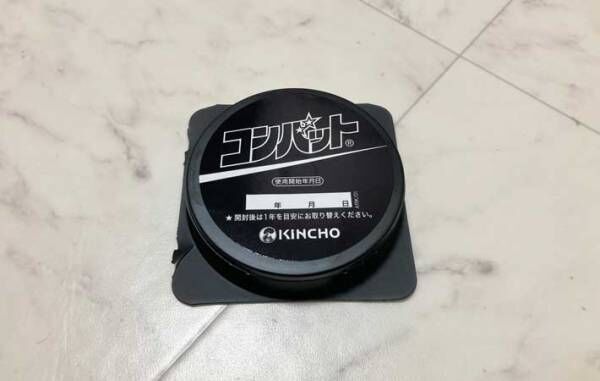 コンバット®
使用開始年月日
年 月 日
★開封後は1年を目安にお取り替えください。
KINCHO